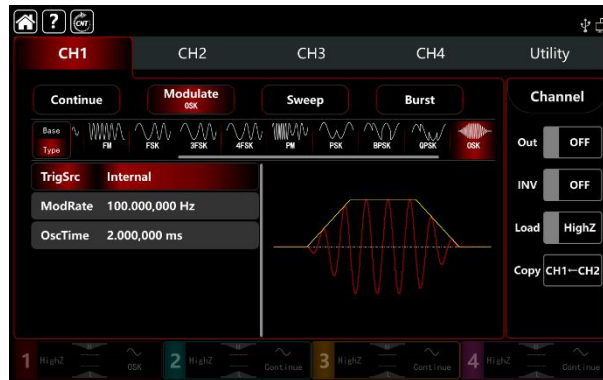 ? CNT
CH1 CH2 CH3 CH4 Utility
Continue Modulate OSK Sweep Burst Channel
Base Type FM FSK 3FSK 4FSK PM PSK BPSK QPSK OSK
Out OFF
TrigSrc Internal
INV OFF
ModRate 100.000,000 Hz
Load HighZ
OscTime 2.000,000 ms
Copy CH1←CH2
1 HighZ OSK 2 HighZ Continue 3 HighZ Continue 4 HighZ Continue